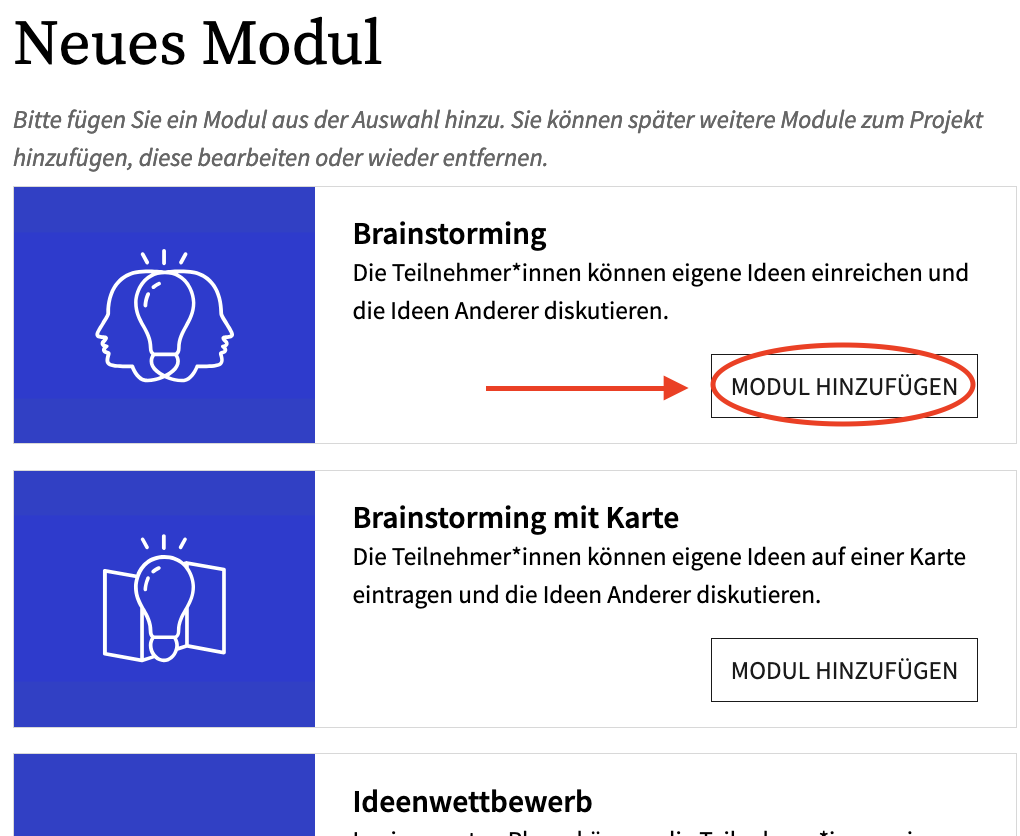 Neues Modul
Bitte fügen Sie ein Modul aus der Auswahl hinzu. Sie können später weitere Module zum Projekt
hinzufügen, diese bearbeiten oder wieder entfernen.
Brainstorming
Die Teilnehmer*innen können eigene Ideen einreichen und
die Ideen Anderer diskutieren.
MODUL HINZUFÜGEN
Brainstorming mit Karte
Die Teilnehmer*innen können eigene Ideen auf einer Karte
eintragen und die Ideen Anderer diskutieren.
MODUL HINZUFÜGEN
Ideenwettbewerb